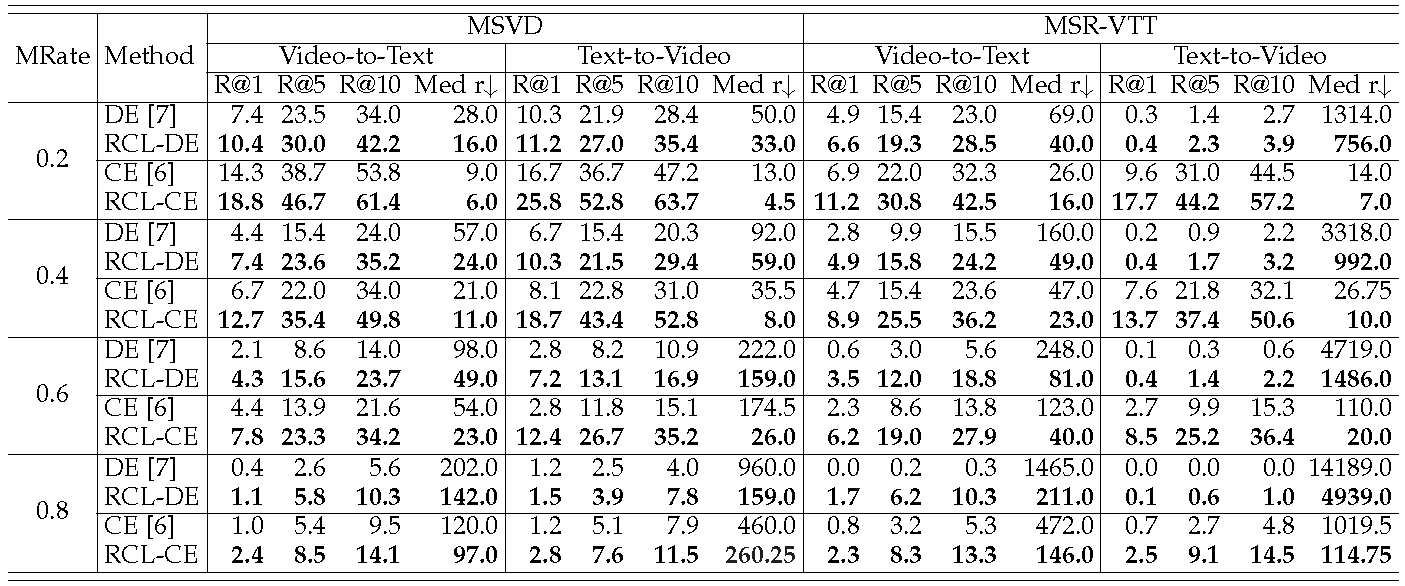 MSVD MSR-VTT
MRate Method Video-to-Text Text-to-Video Video-to-Text Text-to-Video
R@1 R@5 R@10 Med r↓ R@1 R@5 R@10 Med r↓ R@1 R@5 R@10 Med r↓ R@1 R@5 R@10 Med r↓
0.2
DE [7] 7.4 23.5 34.0 28.0 10.3 21.9 28.4 50.0 4.9 15.4 23.0 69.0 0.3 1.4 2.7 1314.0
RCL-DE 10.4 30.0 42.2 16.0 11.2 27.0 35.4 33.0 6.6 19.3 28.5 40.0 0.4 2.3 3.9 756.0
CE [6] 14.3 38.7 53.8 9.0 16.7 36.7 47.2 13.0 6.9 22.0 32.3 26.0 9.6 31.0 44.5 14.0
RCL-CE 18.8 46.7 61.4 6.0 25.8 52.8 63.7 4.5 11.2 30.8 42.5 16.0 17.7 44.2 57.2 7.0
0.4
DE [7] 4.4 15.4 24.0 57.0 6.7 15.4 20.3 92.0 2.8 9.9 15.5 160.0 0.2 0.9 2.2 3318.0
RCL-DE 7.4 23.6 35.2 24.0 10.3 21.5 29.4 59.0 4.9 15.8 24.2 49.0 0.4 1.7 3.2 992.0
CE [6] 6.7 22.0 34.0 21.0 8.1 22.8 31.0 35.5 4.7 15.4 23.6 47.0 7.6 21.8 32.1 26.75
RCL-CE 12.7 35.4 49.8 11.0 18.7 43.4 52.8 8.0 8.9 25.5 36.2 23.0 13.7 37.4 50.6 10.0
0.6
DE [7] 2.1 8.6 14.0 98.0 2.8 8.2 10.9 222.0 0.6 3.0 5.6 248.0 0.1 0.3 0.6 4719.0
RCL-DE 4.3 15.6 23.7 49.0 7.2 13.1 16.9 159.0 3.5 12.0 18.8 81.0 0.4 1.4 2.2 1486.0
CE [6] 4.4 13.9 21.6 54.0 2.8 11.8 15.1 174.5 2.3 8.6 13.8 123.0 2.7 9.9 15.3 110.0
RCL-CE 7.8 23.3 34.2 23.0 12.4 26.7 35.2 26.0 6.2 19.0 27.9 40.0 8.5 25.2 36.4 20.0
0.8
DE [7] 0.4 2.6 5.6 202.0 1.2 2.5 4.0 960.0 0.0 0.2 0.3 1465.0 0.0 0.0 0.0 14189.0
RCL-DE 1.1 5.8 10.3 142.0 1.5 3.9 7.8 159.0 1.7 6.2 10.3 211.0 0.1 0.6 1.0 4939.0
CE [6] 1.0 5.4 9.5 120.0 1.2 5.1 7.9 460.0 0.8 3.2 5.3 472.0 0.7 2.7 4.8 1019.5
RCL-CE 2.4 8.5 14.1 97.0 2.8 7.6 11.5 260.25 2.3 8.3 13.3 146.0 2.5 9.1 14.5 114.75